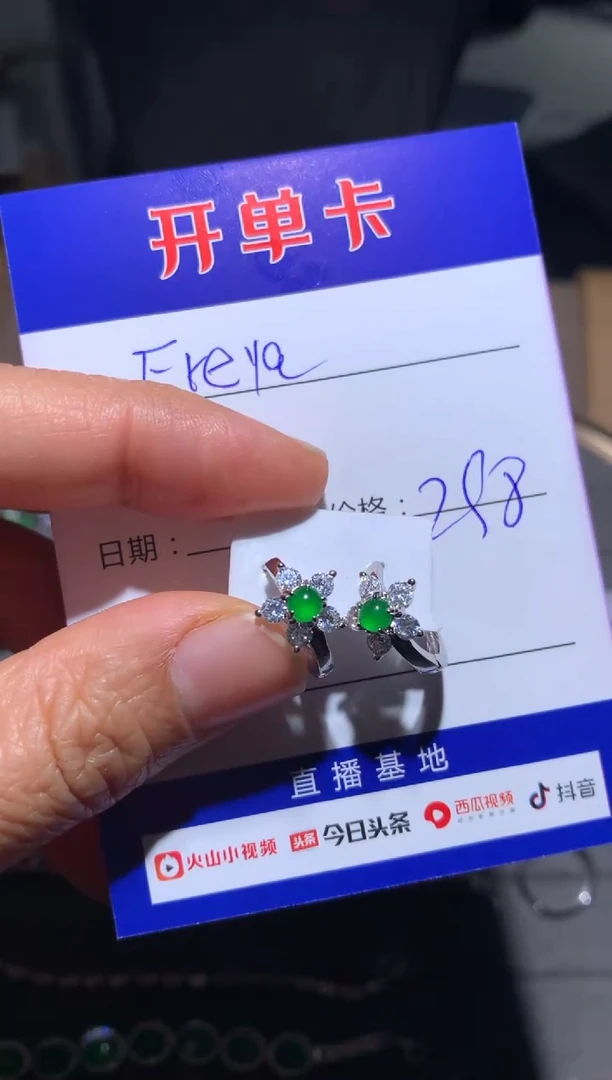 开单卡
Freya
价格：298
日期：
直播基地
火山小视频 头条 今日头条 西瓜视频 抖音